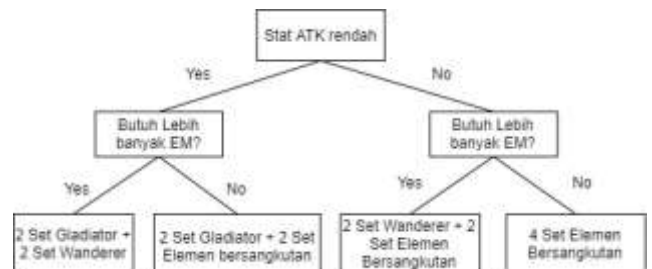 Stat ATK rendah
Yes
No
Butuh Lebih
banyak EM?
Butuh Lebih
banyak EM?
Yes
No
Yes
No
2 Set Gladiator +
2 Set Wanderer
2 Set Gladiator + 2 Set
Elemen bersangkutan
2 Set Wanderer + 2
Set Elemen
Bersangkutan
4 Set Elemen
Bersangkutan